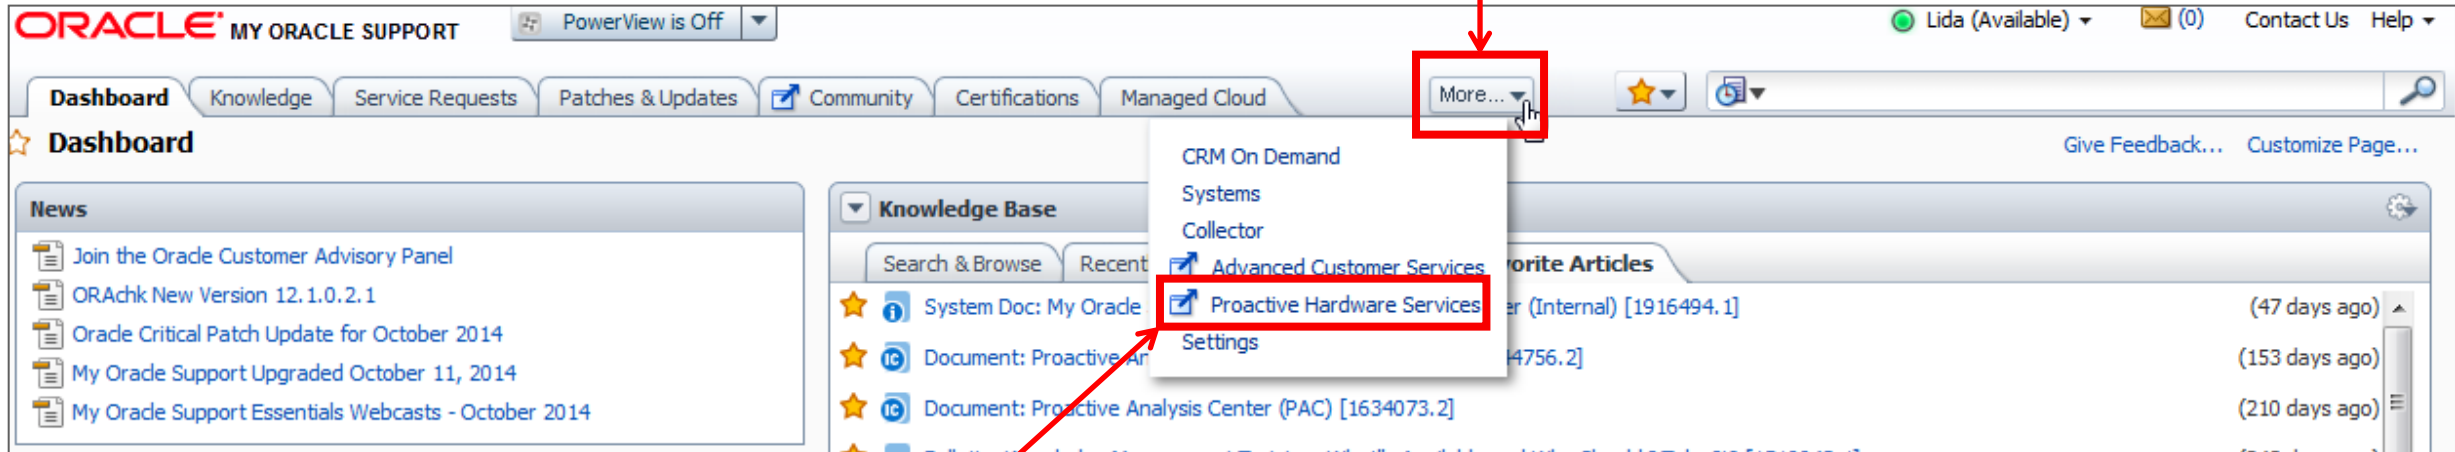 ORACLE® MY ORACLE SUPPORT
PowerView is Off
Lida (Available)
(0)
Contact Us
Help
Dashboard
Knowledge
Service Requests
Patches & Updates
Community
Certifications
Managed Cloud
More...
Dashboard
Give Feedback...
Customize Page...
CRM On Demand
Systems
Collector
Advanced Customer Services
Proactive Hardware Services
Settings
News
Join the Oracle Customer Advisory Panel
ORAchk New Version 12.1.0.2.1
Oracle Critical Patch Update for October 2014
My Oracle Support Upgraded October 11, 2014
My Oracle Support Essentials Webcasts - October 2014
Knowledge Base
Search & Browse
Recent
orite Articles
System Doc: My Oracle
er (Internal) [1916494.1]
(47 days ago)
Document: Proactive An
4756.2]
(153 days ago)
Document: Proactive Analysis Center (PAC) [1634073.2]
(210 days ago)